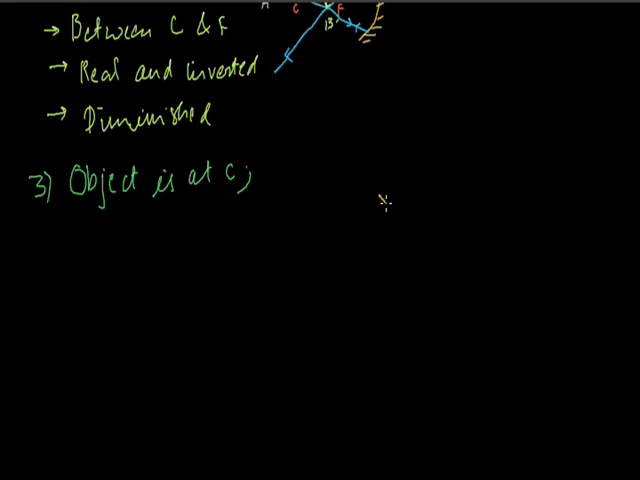 A C B' F
→ Between C & F
→ Real and inverted
→ Diminished
3) Object is at C ;